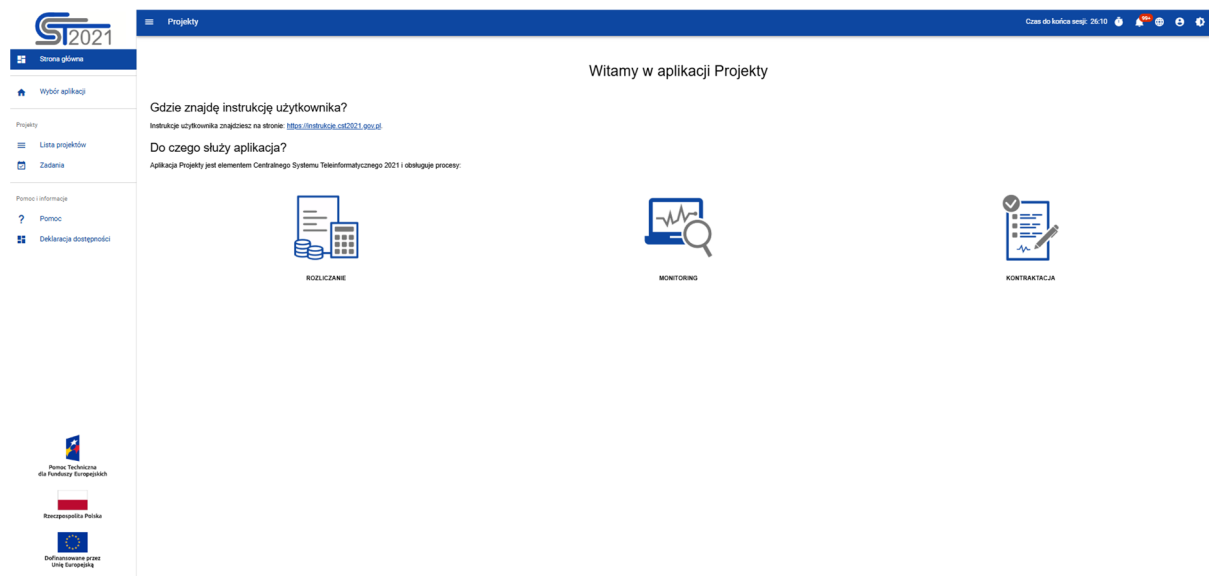 CST2021
Projekty
Czas do końca sesji: 26:10
99+
Strona główna
Wybór aplikacji
Projekty
Lista projektów
Zadania
Pomoc i informacje
? Pomoc
Deklaracja dostępności
Witamy w aplikacji Projekty
Gdzie znajdę instrukcję użytkownika?
Instrukcje użytkownika znajdziesz na stronie: https://instrukcje.cst2021.gov.pl.
Do czego służy aplikacja?
Aplikacja Projekty jest elementem Centralnego Systemu Teleinformatycznego 2021 i obsługuje procesy:
ROZLICZANIE
MONITORING
KONTRAKTACJA
Pomoc Techniczna
dla Funduszy Europejskich
Rzeczpospolita Polska
Dofinansowane przez
Unię Europejską